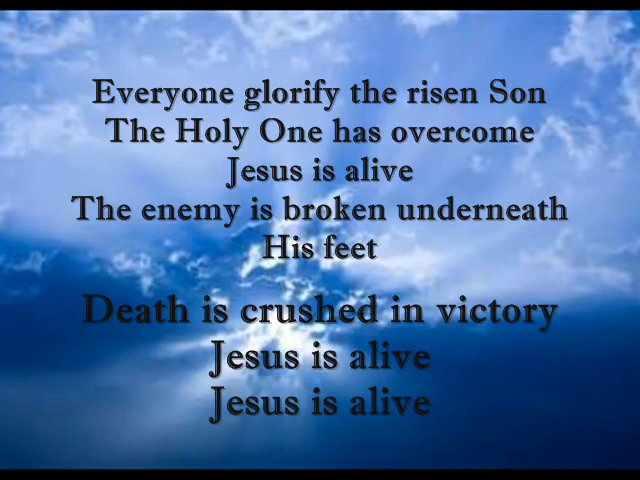 Everyone glorify the risen Son
The Holy One has overcome
Jesus is alive
The enemy is broken underneath
His feet
Death is crushed in victory
Jesus is alive
Jesus is alive